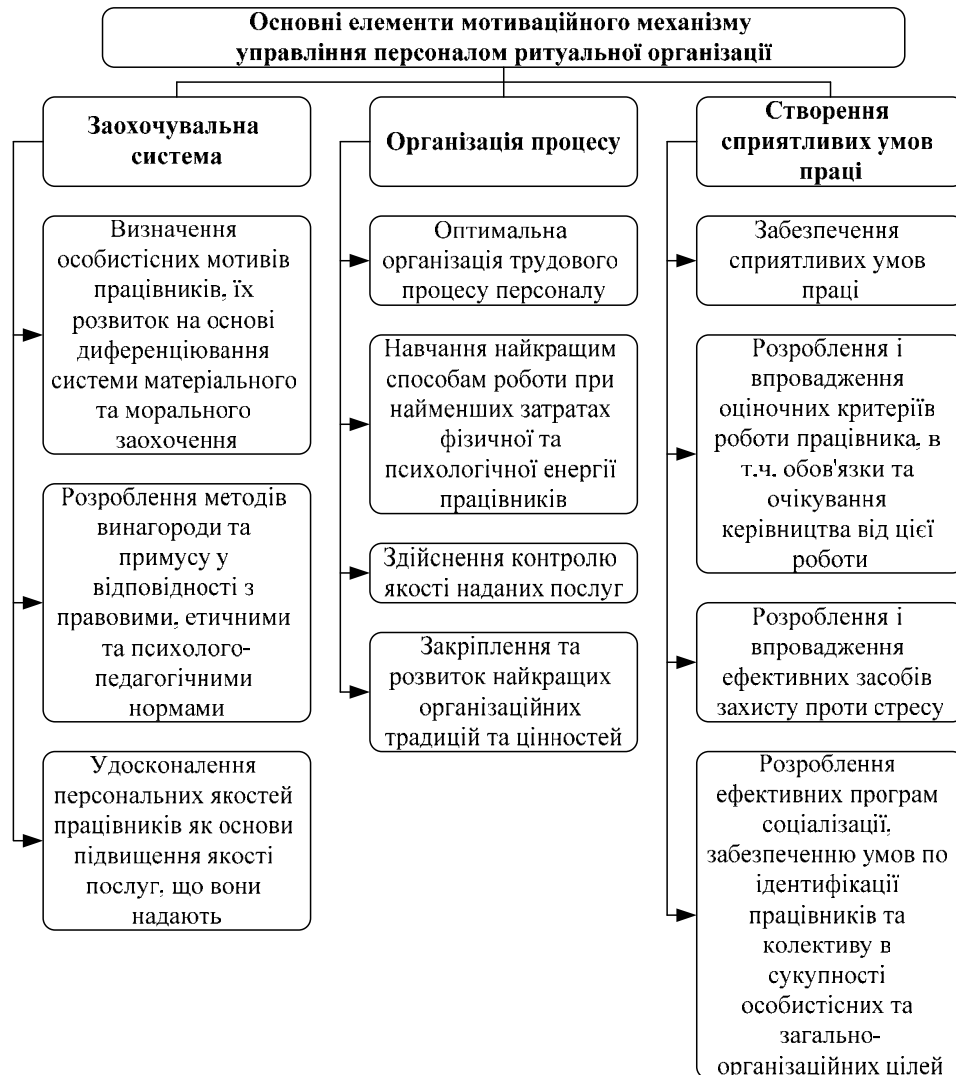 Основні елементи мотиваційного механізму
управління персоналом ритуальної організації
Заохочувальна
система
Визначення
особистісних мотивів
працівників, їх
розвиток на основі
диференціювання
системи матеріального
та морального
заохочення
Розроблення методів
винагороди та
примусу у
відповідності з
правовими, етичними
та психолого-
педагогічними
нормами
Удосконалення
персональних якостей
працівників як основи
підвищення якості
послуг, що вони
надають
Організація процесу
Оптимальна
організація трудового
процесу персоналу
Навчання найкращим
способам роботи при
найменших затратах
фізичної та
психологічної енергії
працівників
Здійснення контролю
якості наданих послуг
Закріплення та
розвиток найкращих
організаційних
традицій та цінностей
Створення
сприятливих умов
праці
Забезпечення
сприятливих умов
праці
Розроблення і
впровадження
оціночних критеріїв
роботи працівника, в
т.ч. обов'язки та
очікування
керівництва від цієї
роботи
Розроблення і
впровадження
ефективних засобів
захисту проти стресу
Розроблення
ефективних програм
соціалізації,
забезпеченню умов по
ідентифікації
працівників та
колективу в
сукупності
особистісних та
загально-
організаційних цілей